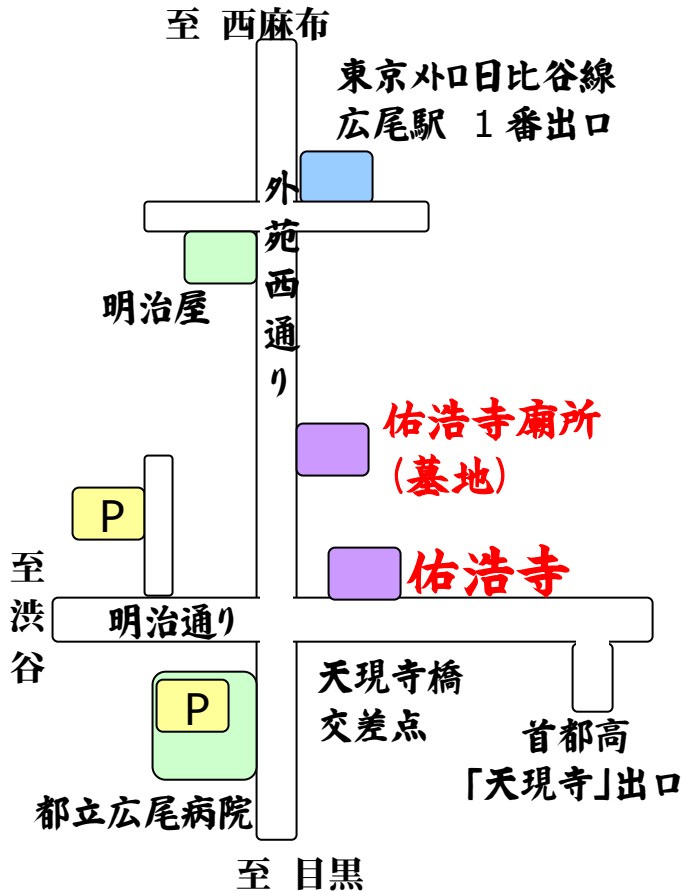 至 西麻布
東京メトロ日比谷線
広尾駅 1番出口
外苑西通り
明治屋
佑浩寺廟所
(墓地)
P
佑浩寺
至渋谷
明治通り
天現寺橋
交差点
P
首都高
「天現寺」出口
都立広尾病院
至 目黒